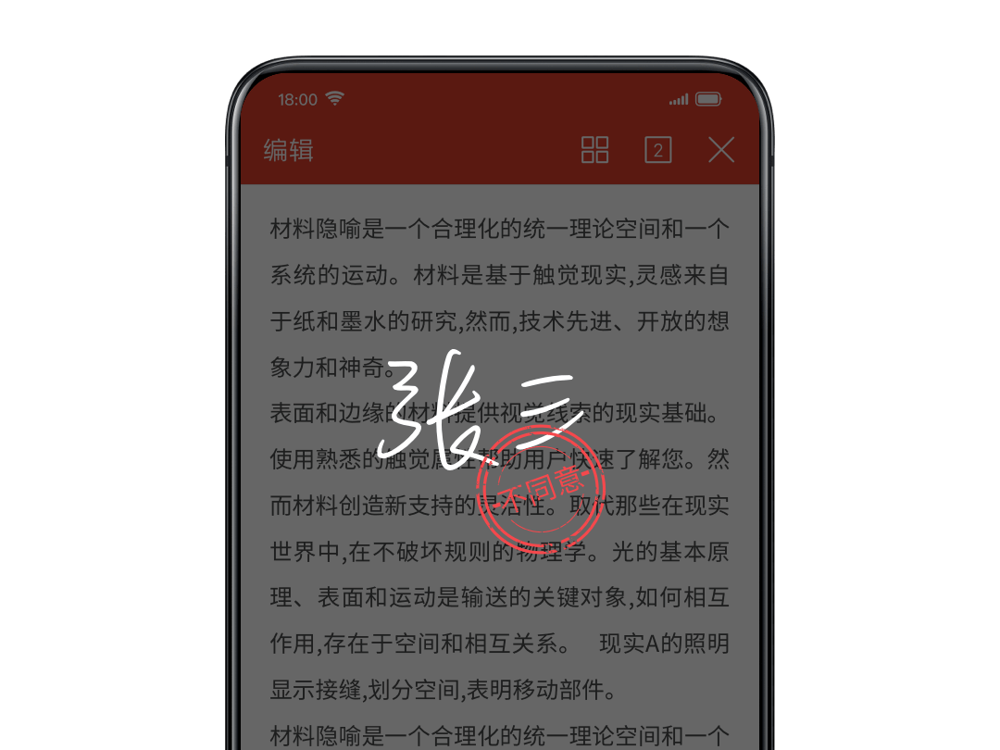 18:00
编辑
2
材料隐喻是一个合理化的统一理论空间和一个
系统的运动。材料是基于触觉现实,灵感来自
于纸和墨水的研究,然而,技术先进、开放的想
象力和神奇。
张三
表面和边缘的材料提供视觉线索的现实基础。
使用熟悉的触觉属性帮助用户快速了解您。然
不同意
而材料创造新支持的灵活性。取代那些在现实
世界中,在不破坏规则的物理学。光的基本原
理、表面和运动是输送的关键对象,如何相互
作用,存在于空间和相互关系。 现实A的照明
显示接缝,划分空间,表明移动部件。
材料隐喻是一个合理化的统一理论空间和一个